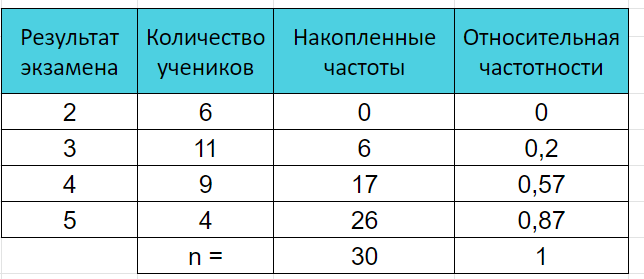 Результат экзамена Количество учеников Накопленные частоты Относительная частотности
2 6 0 0
3 11 6 0,2
4 9 17 0,57
5 4 26 0,87
n = 30 1